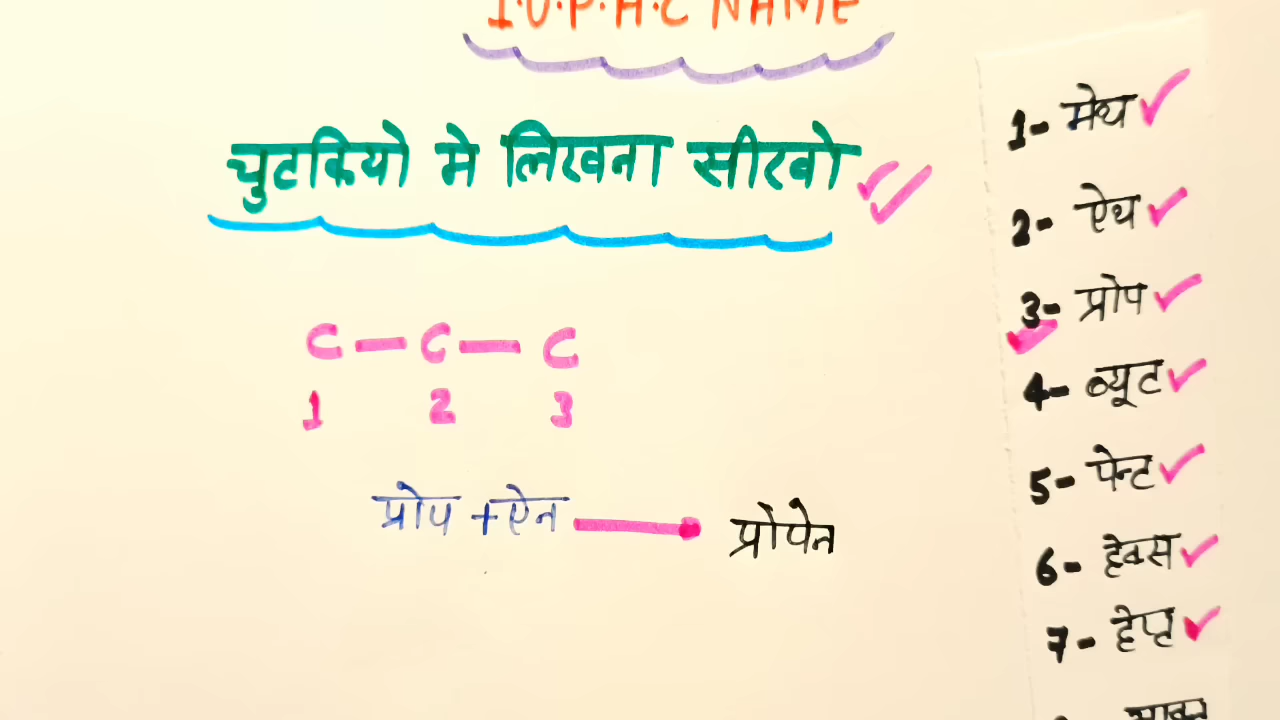 I.U.P.A.C NAME
चुटकियो मे लिखना सीखो
C — C — C
1 2 3
प्रोप + ऐन — प्रोपेन
1- मेथ
2- ऐथ
3- प्रोप
4- ब्यूट
5- पेन्ट
6- हेक्स
7- हेप्ट